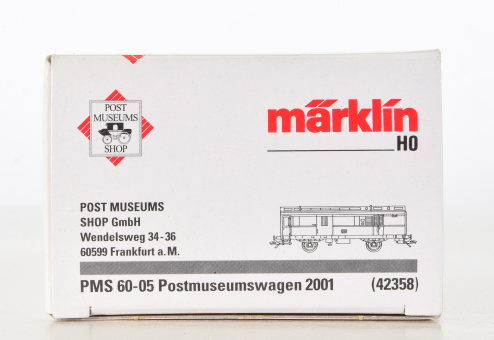 POST
MUSEUMS
SHOP
märklin
H0
POST MUSEUMS
SHOP GmbH
Wendelsweg 34-36
60599 Frankfurt a.M.
PMS 60-05 Postmuseumswagen 2001 (42358)